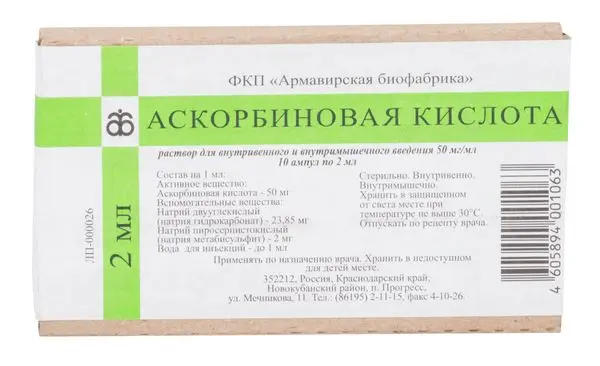 ФКП «Армавирская биофабрика»
АСКОРБИНОВАЯ КИСЛОТА
раствор для внутривенного и внутримышечного введения 50 мг/мл
10 ампул по 2 мл
Состав на 1 мл:
Активное вещество:
Аскорбиновая кислота - 50 мг
Вспомогательные вещества:
Натрий двууглекислый
(натрия гидрокарбонат) - 23,85 мг
Натрий пиросернистокислый
(натрия метабисульфит) - 2 мг
Вода для инъекций - до 1 мл
Стерильно. Внутривенно.
Внутримышечно.
Хранить в защищенном
от света месте при
температуре не выше 30°С.
Отпускать по рецепту врача.
Применять по назначению врача. Хранить в недоступном
для детей месте.
352212, Россия, Краснодарский край,
Новокубанский район, п. Прогресс,
ул. Мечникова, 11. Тел.: (86195) 2-11-15, факс 4-10-26.
ЛП-000026
2 МЛ
4 605894 001063